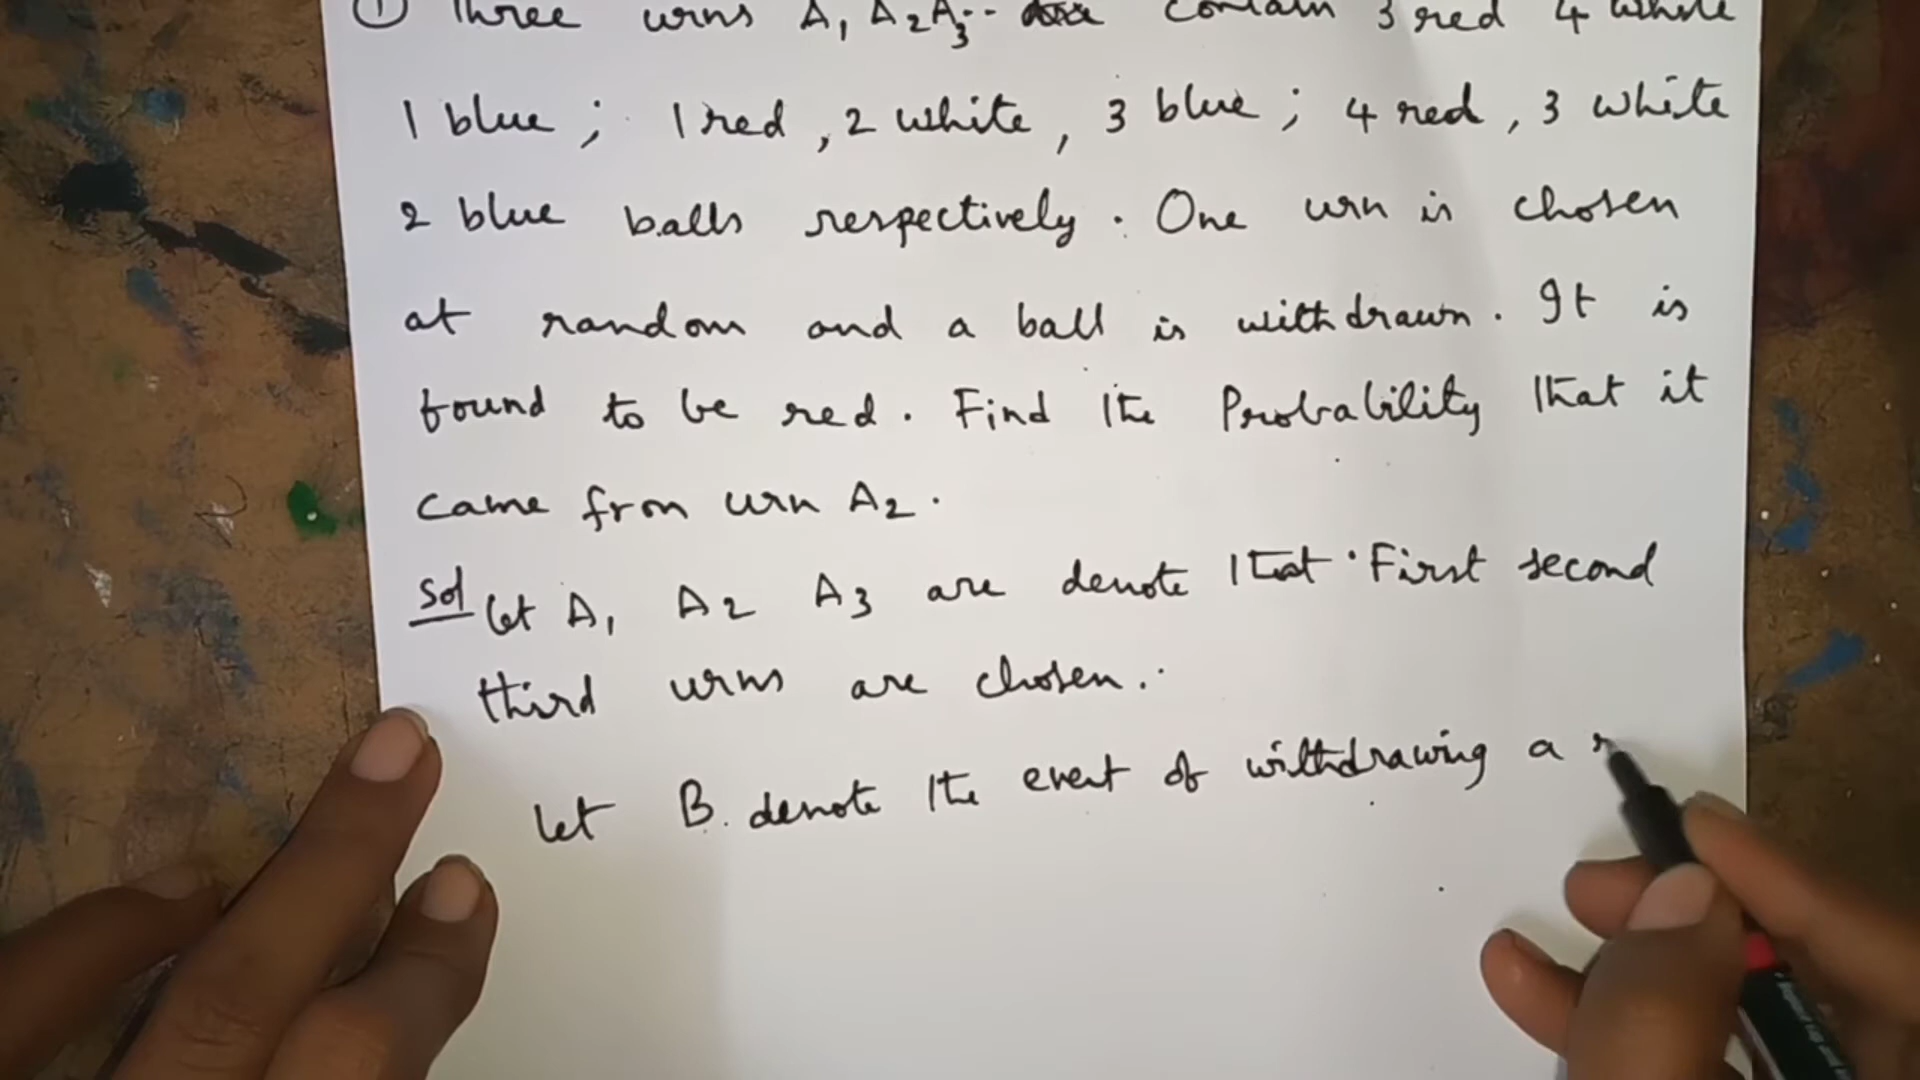 ① Three urns A1 A2 A3.. contain 3 red 4 white
1 blue ; 1 red , 2 white , 3 blue ; 4 red , 3 white
2 blue balls respectively . One urn is chosen
at random and a ball is withdrawn . It is
found to be red . Find the Probability that it
came from urn A2 .
Sol let A1 A2 A3 are denote that First second
third urns are chosen .
let B. denote the event of withdrawing a r